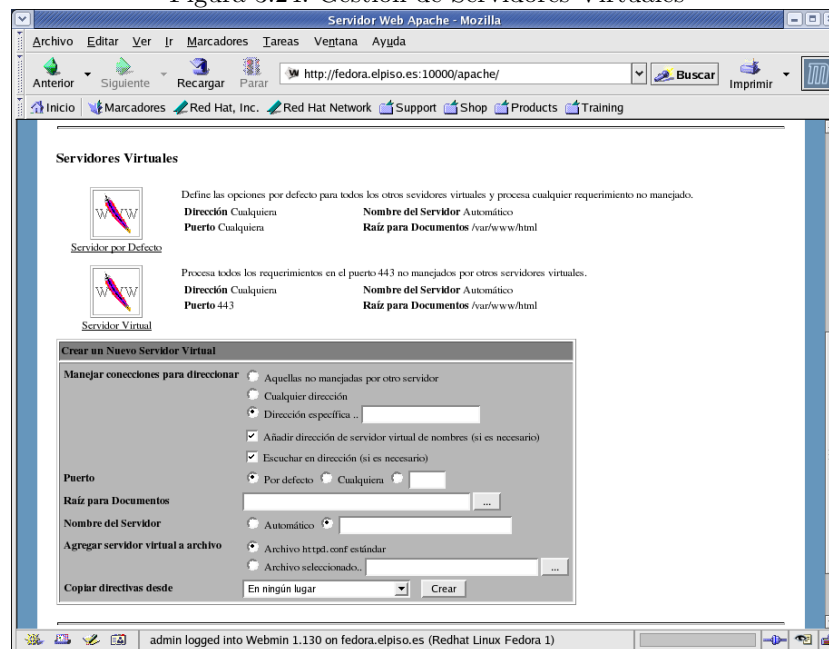 Figura 3.24: Gestión de Servidores Virtuales
Servidor Web Apache - Mozilla
Archivo Editar Ver Ir Marcadores Tareas Ventana Ayuda
Anterior Siguiente Recargar Parar http://fedora.elpiso.es:10000/apache/ Buscar Imprimir
Inicio Marcadores Red Hat, Inc. Red Hat Network Support Shop Products Training
Servidores Virtuales
Define las opciones por defecto para todos los otros sevidores virtuales y procesa cualquier requerimiento no manejado.
Dirección Cualquiera Nombre del Servidor Automático
Puerto Cualquiera Raíz para Documentos /var/www/html
Servidor por Defecto
Procesa todos los requerimientos en el puerto 443 no manejados por otros servidores virtuales.
Dirección Cualquiera Nombre del Servidor Automático
Puerto 443 Raíz para Documentos /var/www/html
Servidor Virtual
Crear un Nuevo Servidor Virtual
Manejar conecciones para direccionar Aquellas no manejadas por otro servidor
Cualquier dirección
Dirección específica ..
Añadir dirección de servidor virtual de nombres (si es necesario)
Escuchar en dirección (si es necesario)
Puerto Por defecto Cualquiera
Raíz para Documentos ...
Nombre del Servidor Automático
Agregar servidor virtual a archivo Archivo httpd.conf estándar
Archivo seleccionado.. ...
Copiar directivas desde En ningún lugar Crear
admin logged into Webmin 1.130 on fedora.elpiso.es (Redhat Linux Fedora 1)